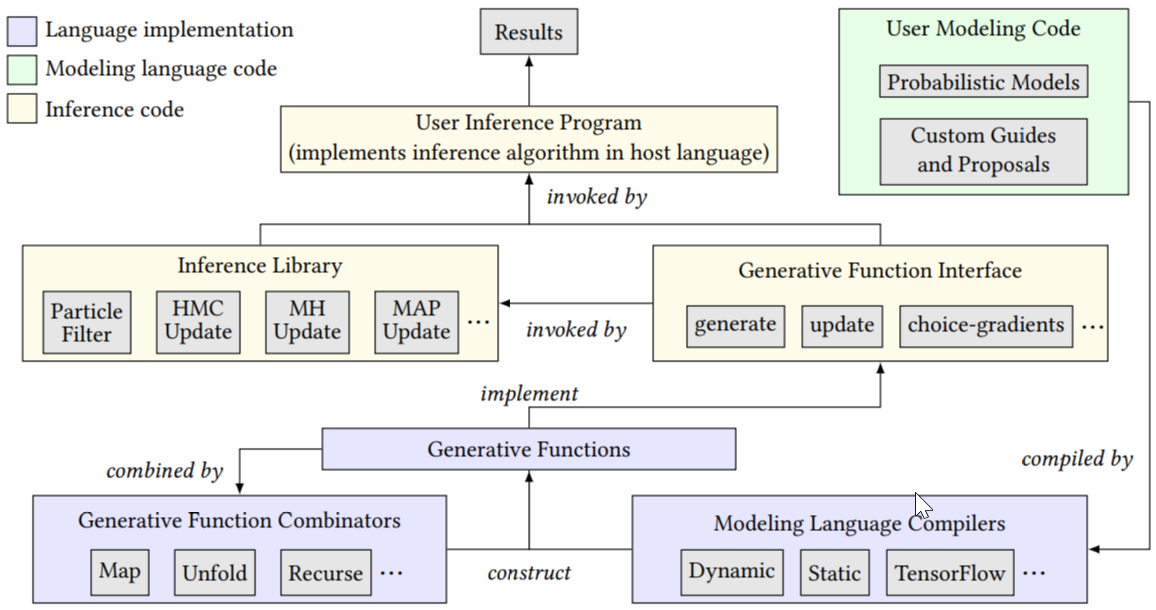 Language implementation
Modeling language code
Inference code
Results
User Modeling Code
Probabilistic Models
Custom Guides
and Proposals
User Inference Program
(implements inference algorithm in host language)
invoked by
Inference Library
Particle
Filter
HMC
Update
MH
Update
MAP
Update
...
invoked by
Generative Function Interface
generate
update
choice-gradients
...
implement
Generative Functions
combined by
compiled by
Generative Function Combinators
Map
Unfold
Recurse
...
construct
Modeling Language Compilers
Dynamic
Static
TensorFlow
...